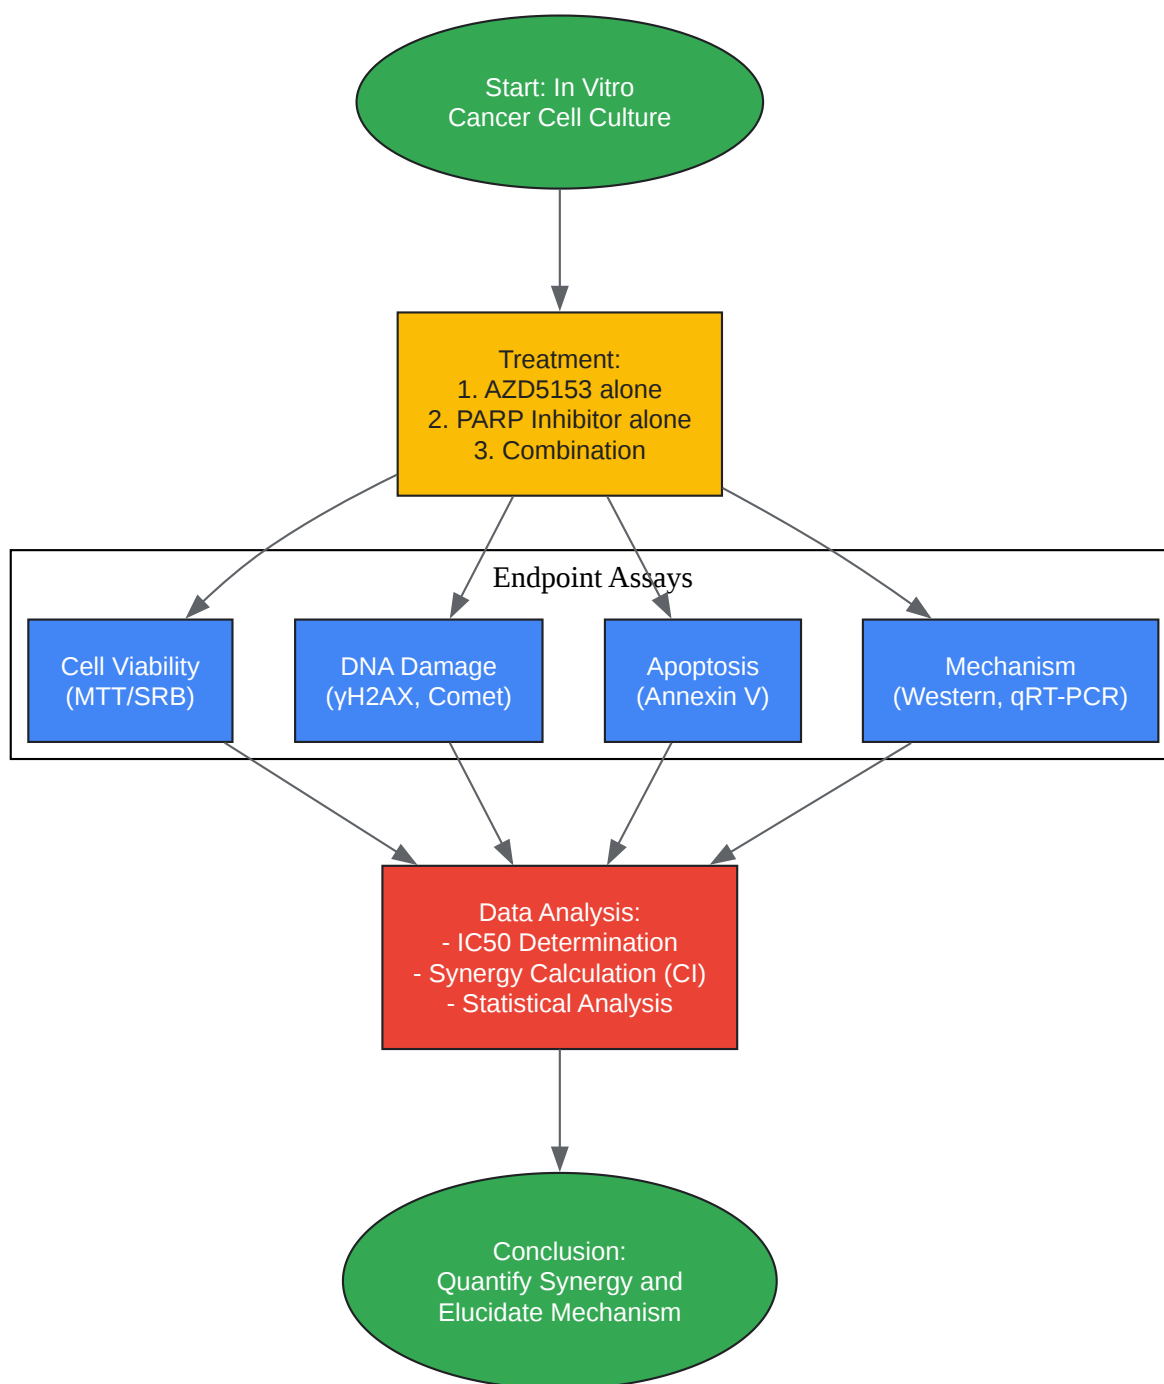 Start: In Vitro
Cancer Cell Culture
Treatment:
1. AZD5153 alone
2. PARP Inhibitor alone
3. Combination
Endpoint Assays
Cell Viability
(MTT/SRB)
DNA Damage
(γH2AX, Comet)
Apoptosis
(Annexin V)
Mechanism
(Western, qRT-PCR)
Data Analysis:
- IC50 Determination
- Synergy Calculation (CI)
- Statistical Analysis
Conclusion:
Quantify Synergy and
Elucidate Mechanism